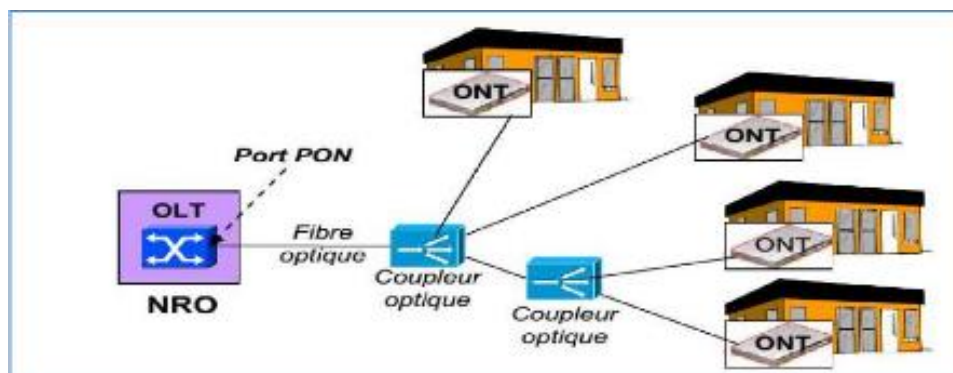 ONT
ONT
Port PON
OLT
Fibre
optique
NRO
Coupleur
optique
ONT
Coupleur
optique
ONT